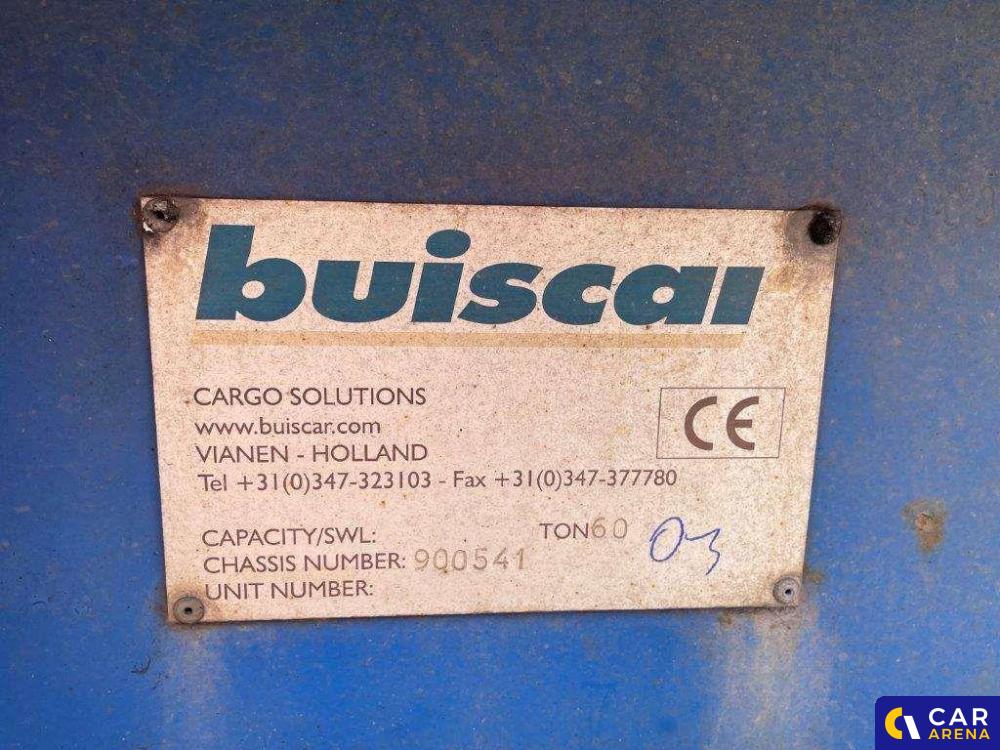 buiscar
CARGO SOLUTIONS
www.buiscar.com
VIANEN - HOLLAND
Tel +31(0)347-323103 - Fax +31(0)347-377780
CE
CAPACITY/SWL: TON60 03
CHASSIS NUMBER: 900541
UNIT NUMBER:
CAR
ARENA